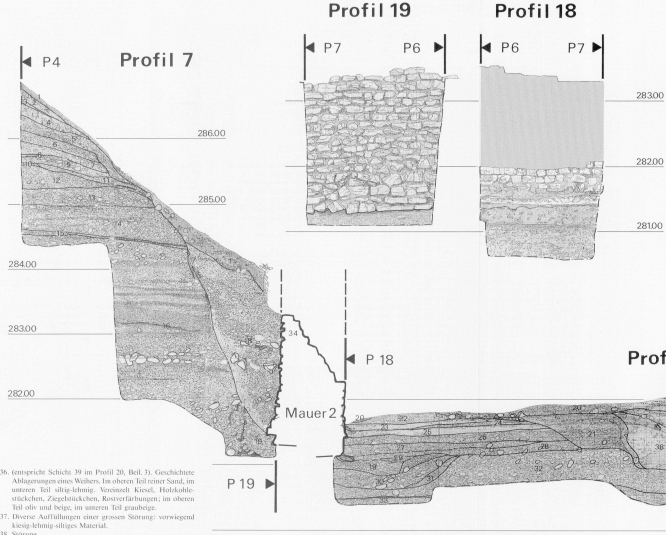 Profil 19
Profil 18
P4
Profil 7
P7
P6
P6
P7
283.00
286.00
282.00
285.00
281.00
284.00
283.00
34
P 18
Prof
282.00
Mauer 2
P 19
36. (entspricht Schicht 39 im Profil 20, Beil. 3). Geschichtete
Ablagerungen eines Weihers. Im oberen Teil reiner Sand, im
unteren Teil siltig-lehmig. Vereinzelt Kiesel, Holzkohle-
stückchen, Ziegelstückchen, Rostverfärbungen; im oberen
Teil oliv und beige, im unteren Teil graubeige.
37. Diverse Auffüllungen einer grossen Störung: vorwiegend
kiesig-lehmig-siltiges Material.
38. Störung